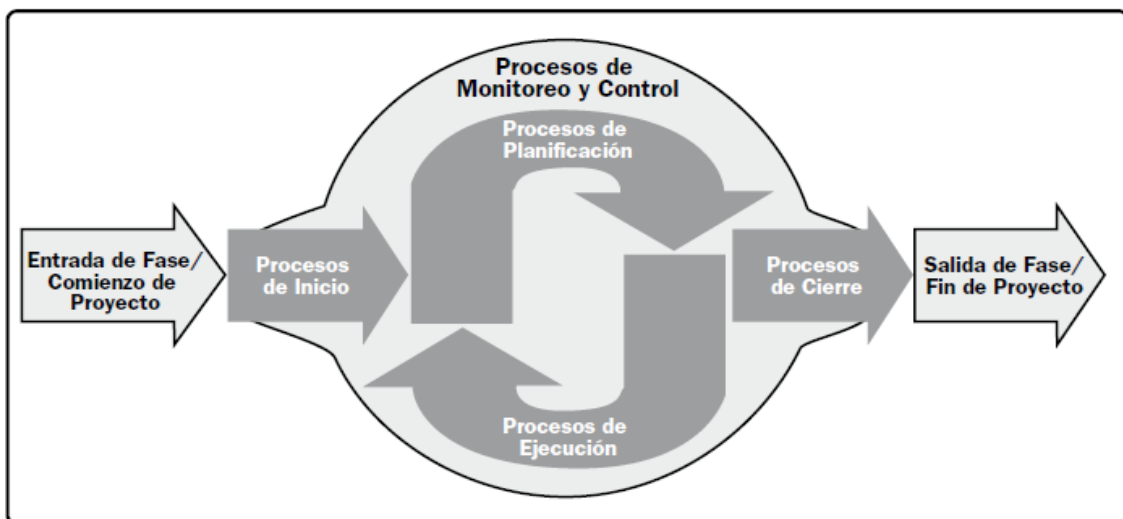 Procesos de
Monitoreo y Control
Procesos de
Planificación
Entrada de Fase/
Comienzo de
Proyecto
Procesos
de Inicio
Procesos
de Cierre
Salida de Fase/
Fin de Proyecto
Procesos de
Ejecución